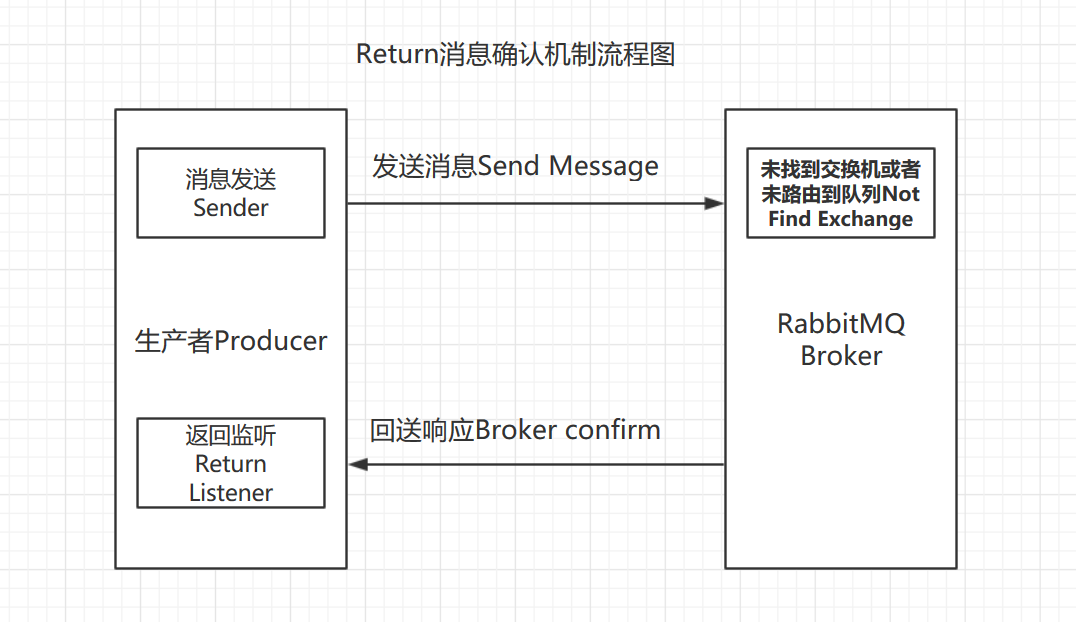 Return消息确认机制流程图
消息发送
Sender
发送消息Send Message
未找到交换机或者
未路由到队列Not
Find Exchange
生产者Producer
RabbitMQ
Broker
返回监听
Return
Listener
回送响应Broker confirm